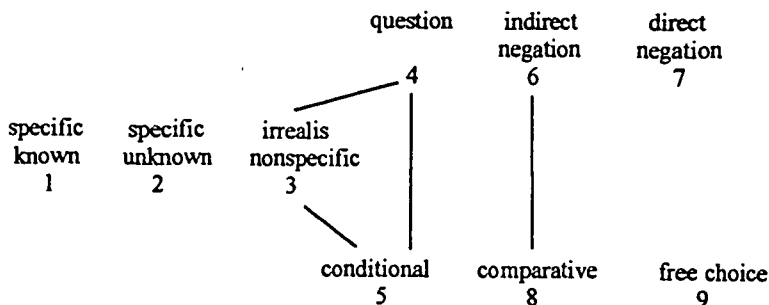 question indirect direct
negation negation
4 6 7
specific specific irrealis
known unknown nonspecific
1 2 3
conditional comparative free choice
5 8 9